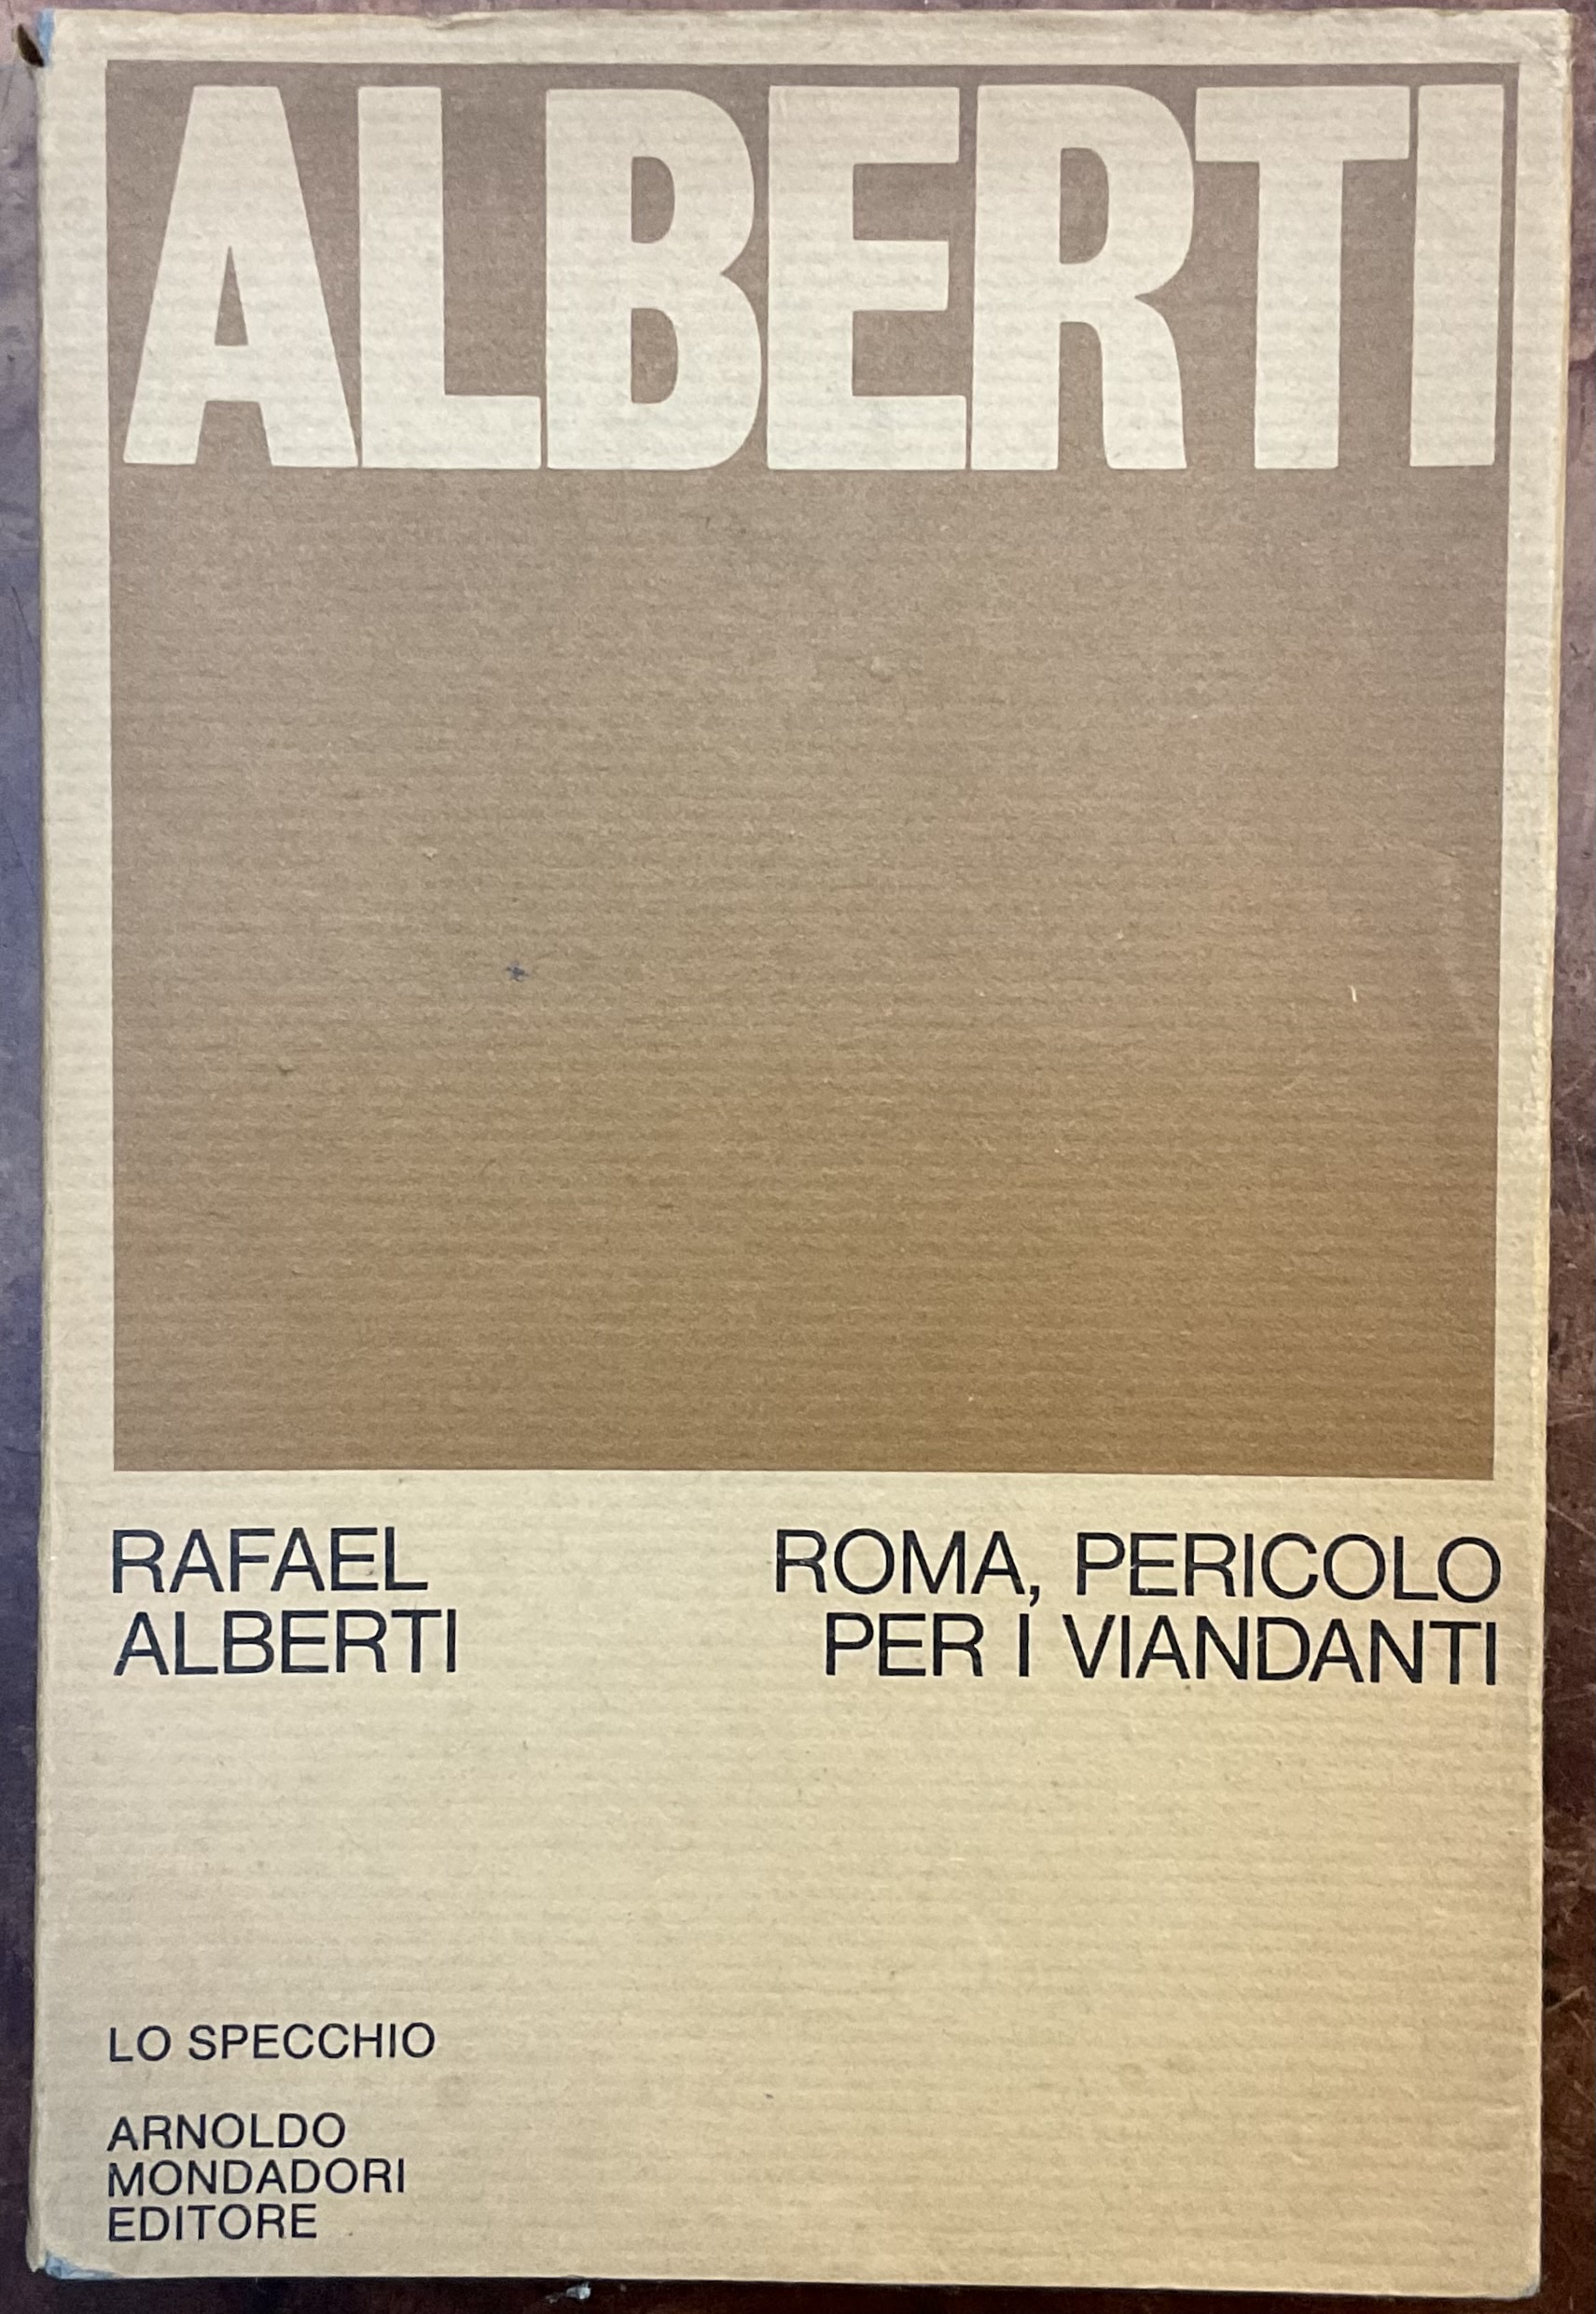 ALBERTI
RAFAEL
ALBERTI
ROMA, PERICOLO
PER I VIANDANTI
LO SPECCHIO
ARNOLDO
MONDADORI
EDITORE